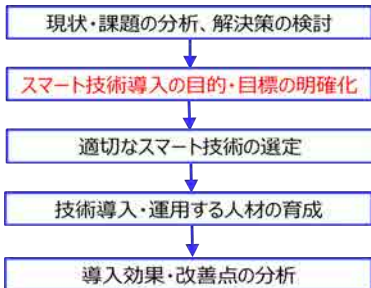 現状・課題の分析、解決策の検討
スマート技術導入の目的・目標の明確化
適切なスマート技術の選定
技術導入・運用する人材の育成
導入効果・改善点の分析